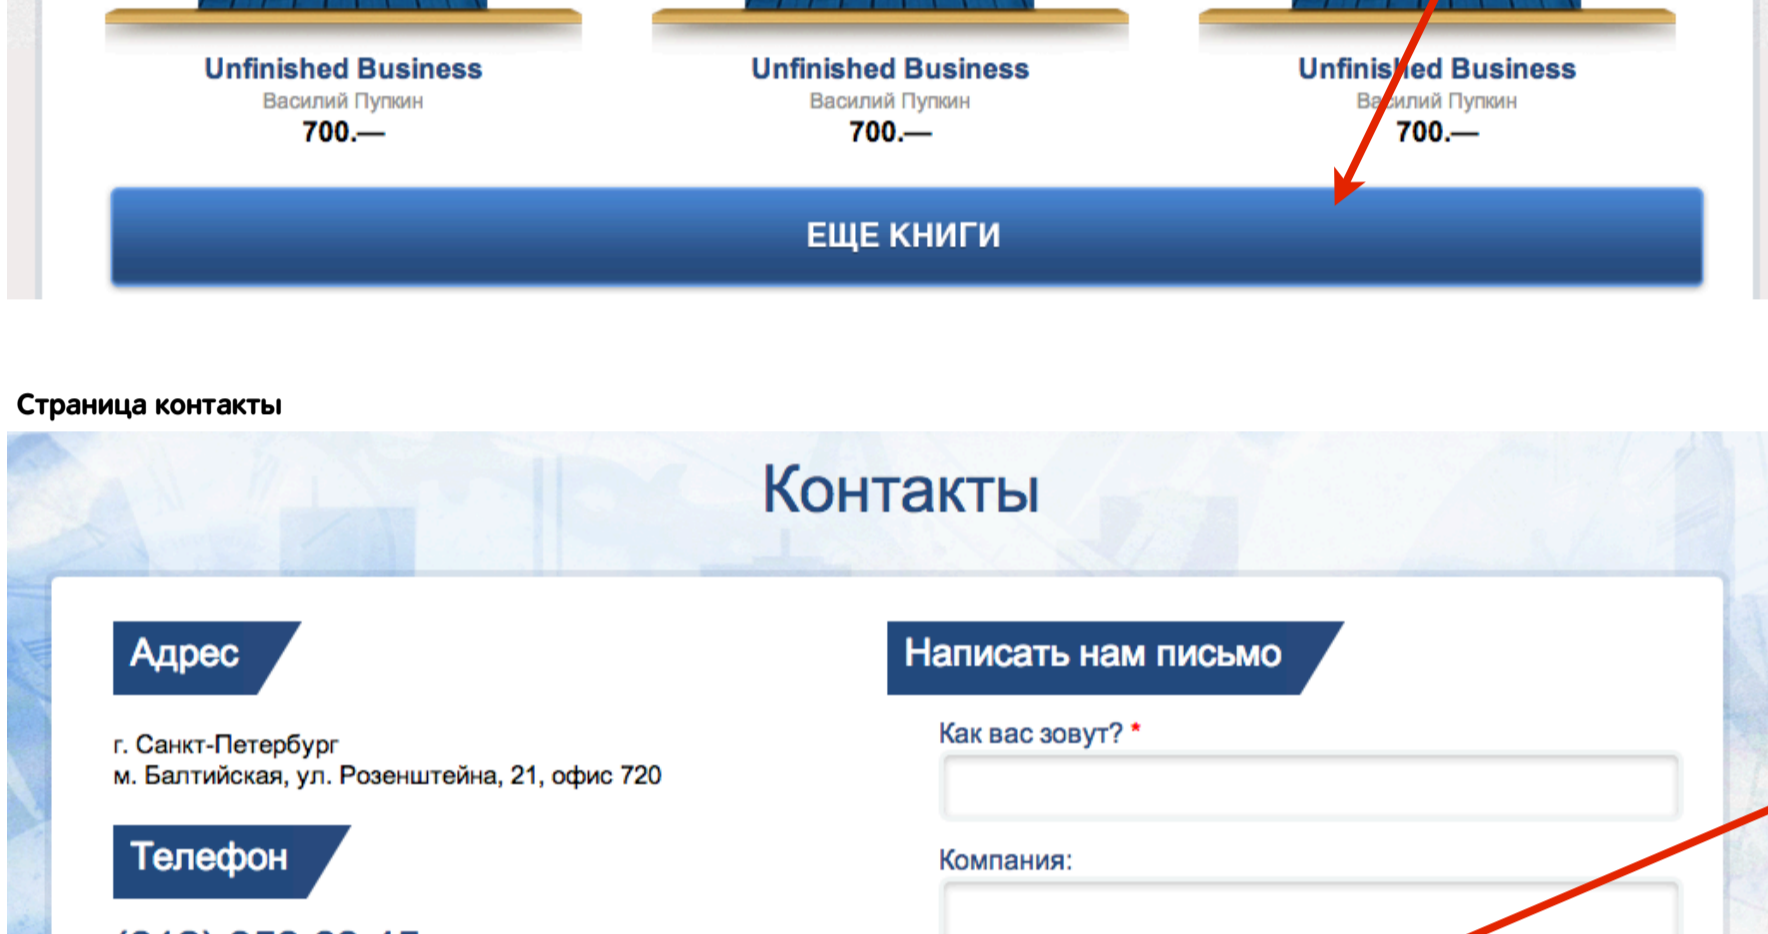 Unfinished Business Unfinished Business Unfinished Business
Василий Пупкин Василий Пупкин Василий Пупкин
700.— 700.— 700.—
ЕЩЕ КНИГИ
Страница контакты
Контакты
Адрес
г. Санкт-Петербург
м. Балтийская, ул. Розенштейна, 21, офис 720
Телефон
Написать нам письмо
Как вас зовут? *
Компания: